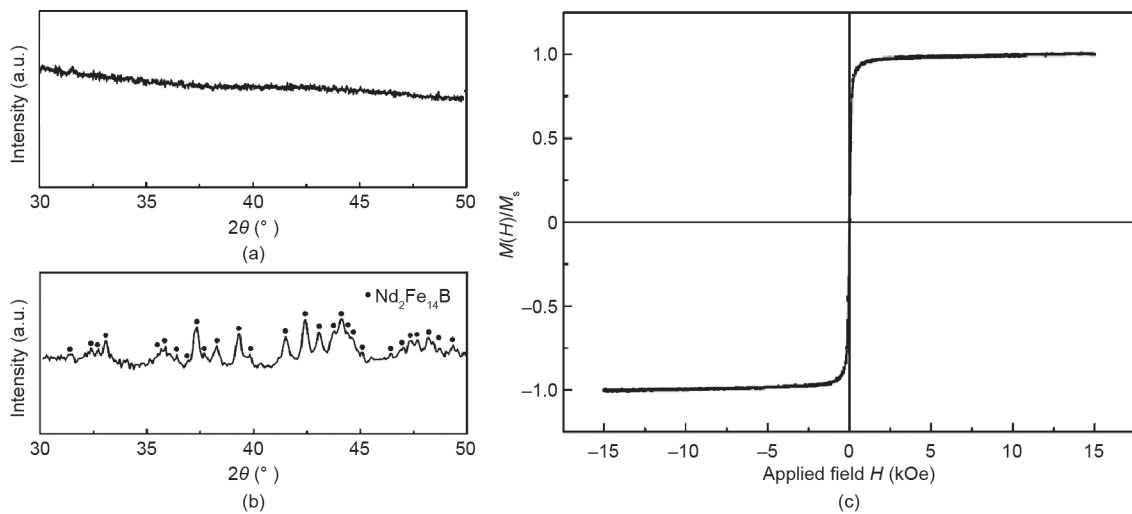 Intensity (a.u.)
30 35 40 45 50
2θ (°)
(a)
• Nd₂Fe₁₄B
Intensity (a.u.)
30 35 40 45 50
2θ (°)
(b)
M(H)/Mₛ
1.0
0.5
0
–0.5
–1.0
–15 –10 –5 0 5 10 15
Applied field H (kOe)
(c)